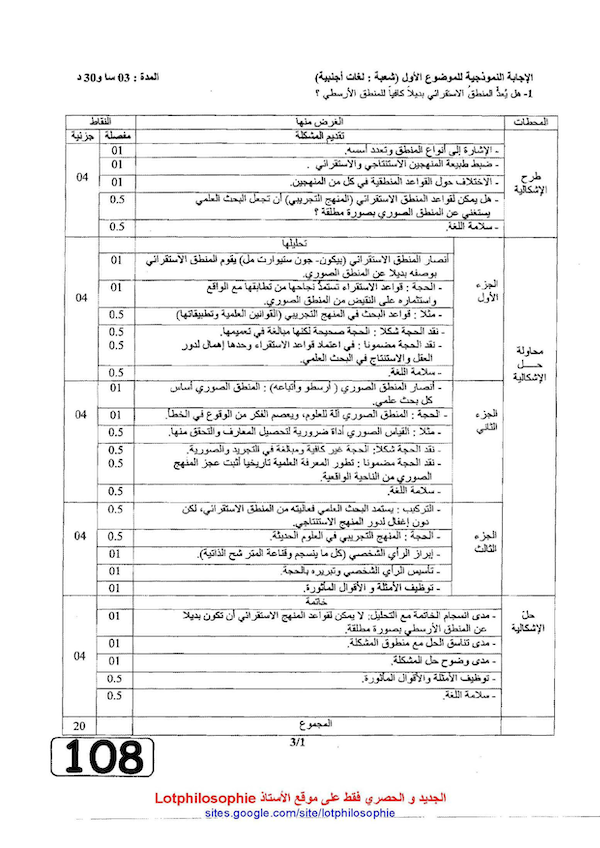 الإجابة النموذجية للموضوع الأول (شعبة : لغات أجنبية) المدة : 03 سا و30 د
1- هل يُعدُّ المنطقُ الاستقرائي بديلاً كافياً للمنطق الأرسطي ؟
المحطات الغرض منها النقاط
تقديم المشكلة مفصلة جزئية
طرح الإشكالية
- الإشارة إلى أنواع المنطق وتعدد أسسه. 01
- ضبط طبيعة المنهجين الاستنتاجي والاستقرائي . 01
- الاختلاف حول القواعد المنطقية في كل من المنهجين. 01 04
- هل يمكن لقواعد المنطق الاستقرائي (المنهج التجريبي) أن تجعل البحث العلمي
يستغني عن المنطق الصوري بصورة مطلقة ؟ 0.5
- سلامة اللغة. 0.5
محاولة حل الإشكالية
تحليلها
الجزء الأول
أنصار المنطق الاستقرائي (بيكون- جون ستيوارت مل) يقوم المنطق الاستقرائي 01
بوصفه بديلا عن المنطق الصوري.
- الحجة : قواعد الاستقراء تستمدُّ نجاحها من تطابقها مع الواقع 01 04
واستثماره على النقيض من المنطق الصوري.
- مثلا : قواعد البحث في المنهج التجريبي (القوانين العلمية وتطبيقاتها) 0.5
- نقد الحجة شكلا : الحجة صحيحة لكنها مبالغة في تعميمها. 0.5
- نقد الحجة مضمونا : في اعتماد قواعد الاستقراء وحدها إهمال لدور 0.5
العقل والاستنتاج في البحث العلمي.
- سلامة اللغة. 0.5
الجزء الثاني
- أنصار المنطق الصوري ( أرسطو وأتباعه) : المنطق الصوري أساس 01
كل بحث علمي.
- الحجة : المنطق الصوري آلة للعلوم، ويعصم الفكر من الوقوع في الخطأ. 01 04
- مثلا : القياس الصوري أداة ضرورية لتحصيل المعارف والتحقق منها. 0.5
- نقد الحجة شكلا: الحجة غير كافية ومبالغة في التجريد والصورية. 0.5
- نقد الحجة مضمونا : تطور المعرفة العلمية تاريخيا أثبت عجز المنهج 0.5
الصوري من الناحية الواقعية.
- سلامة اللغة. 0.5
الجزء الثالث
- التركيب : يستمد البحث العلمي فعاليته من المنطق الاستقرائي، لكن 0.5
دون إغفال لدور المنهج الاستنتاجي.
- الحجة : المنهج التجريبي في العلوم الحديثة. 0.5 04
- إبراز الرأي الشخصي (كل ما ينسجم وقناعة المترشح الذاتية). 01
- تأسيس الرأي الشخصي وتبريره بالحجة. 01
- توظيف الأمثلة و الأقوال المأثورة. 01
خاتمة
حل الإشكالية
- مدى انسجام الخاتمة مع التحليل: لا يمكن لقواعد المنهج الاستقرائي أن تكون بديلا 01
عن المنطق الأرسطي بصورة مطلقة.
- مدى تناسق الحل مع منطوق المشكلة. 01
- مدى وضوح حل المشكلة. 01 04
- توظيف الأمثلة والأقوال المأثورة. 0.5
- سلامة اللغة. 0.5
المجموع 20
3/1
108
الجديد و الحصري فقط على موقع الأستاذ Lotphilosophie
sites.google.com/site/lotphilosophie